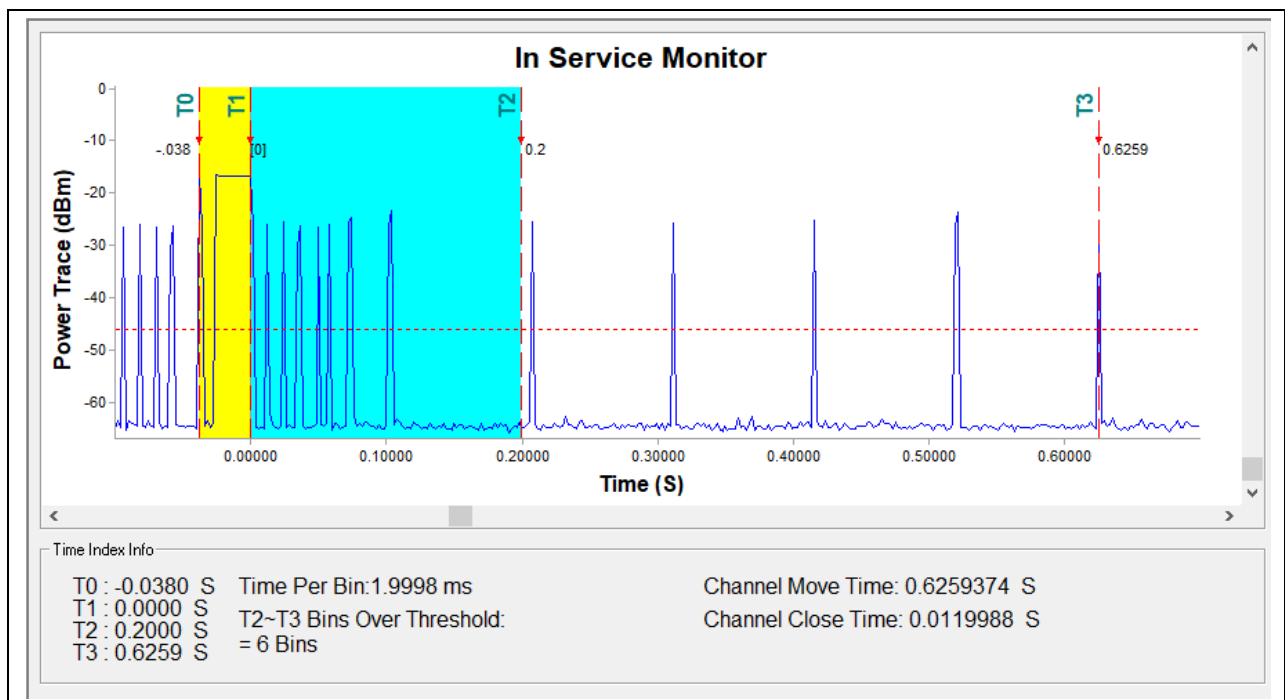 In Service Monitor
T0
T1
T2
T3
-.038
[0]
0.2
0.6259
Power Trace (dBm)
0
-10
-20
-30
-40
-50
-60
0.00000
0.10000
0.20000
0.30000
0.40000
0.50000
0.60000
Time (S)
Time Index Info
T0 : -0.0380 S
T1 : 0.0000 S
T2 : 0.2000 S
T3 : 0.6259 S
Time Per Bin:1.9998 ms
T2~T3 Bins Over Threshold:
= 6 Bins
Channel Move Time: 0.6259374 S
Channel Close Time: 0.0119988 S